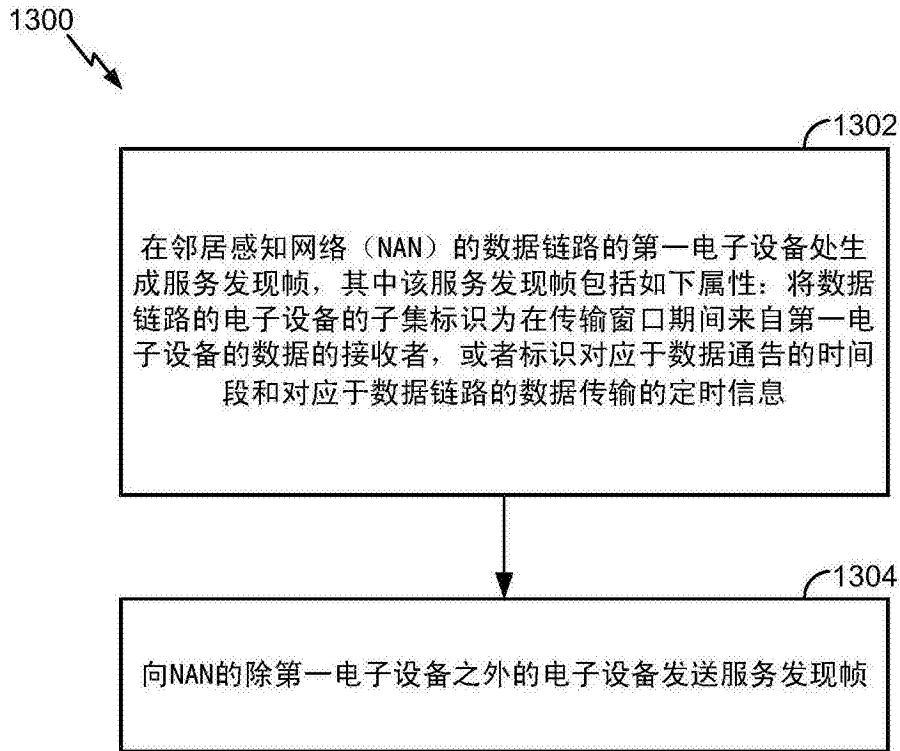 1300
1302
在邻居感知网络（NAN）的数据链路的第一电子设备处生
成服务发现帧，其中该服务发现帧包括如下属性：将数据
链路的电子设备的子集标识为在传输窗口期间来自第一电
子设备的数据的接收者，或者标识对应于数据通告的时间
段和对应于数据链路的数据传输的定时信息
1304
向NAN的除第一电子设备之外的电子设备发送服务发现帧